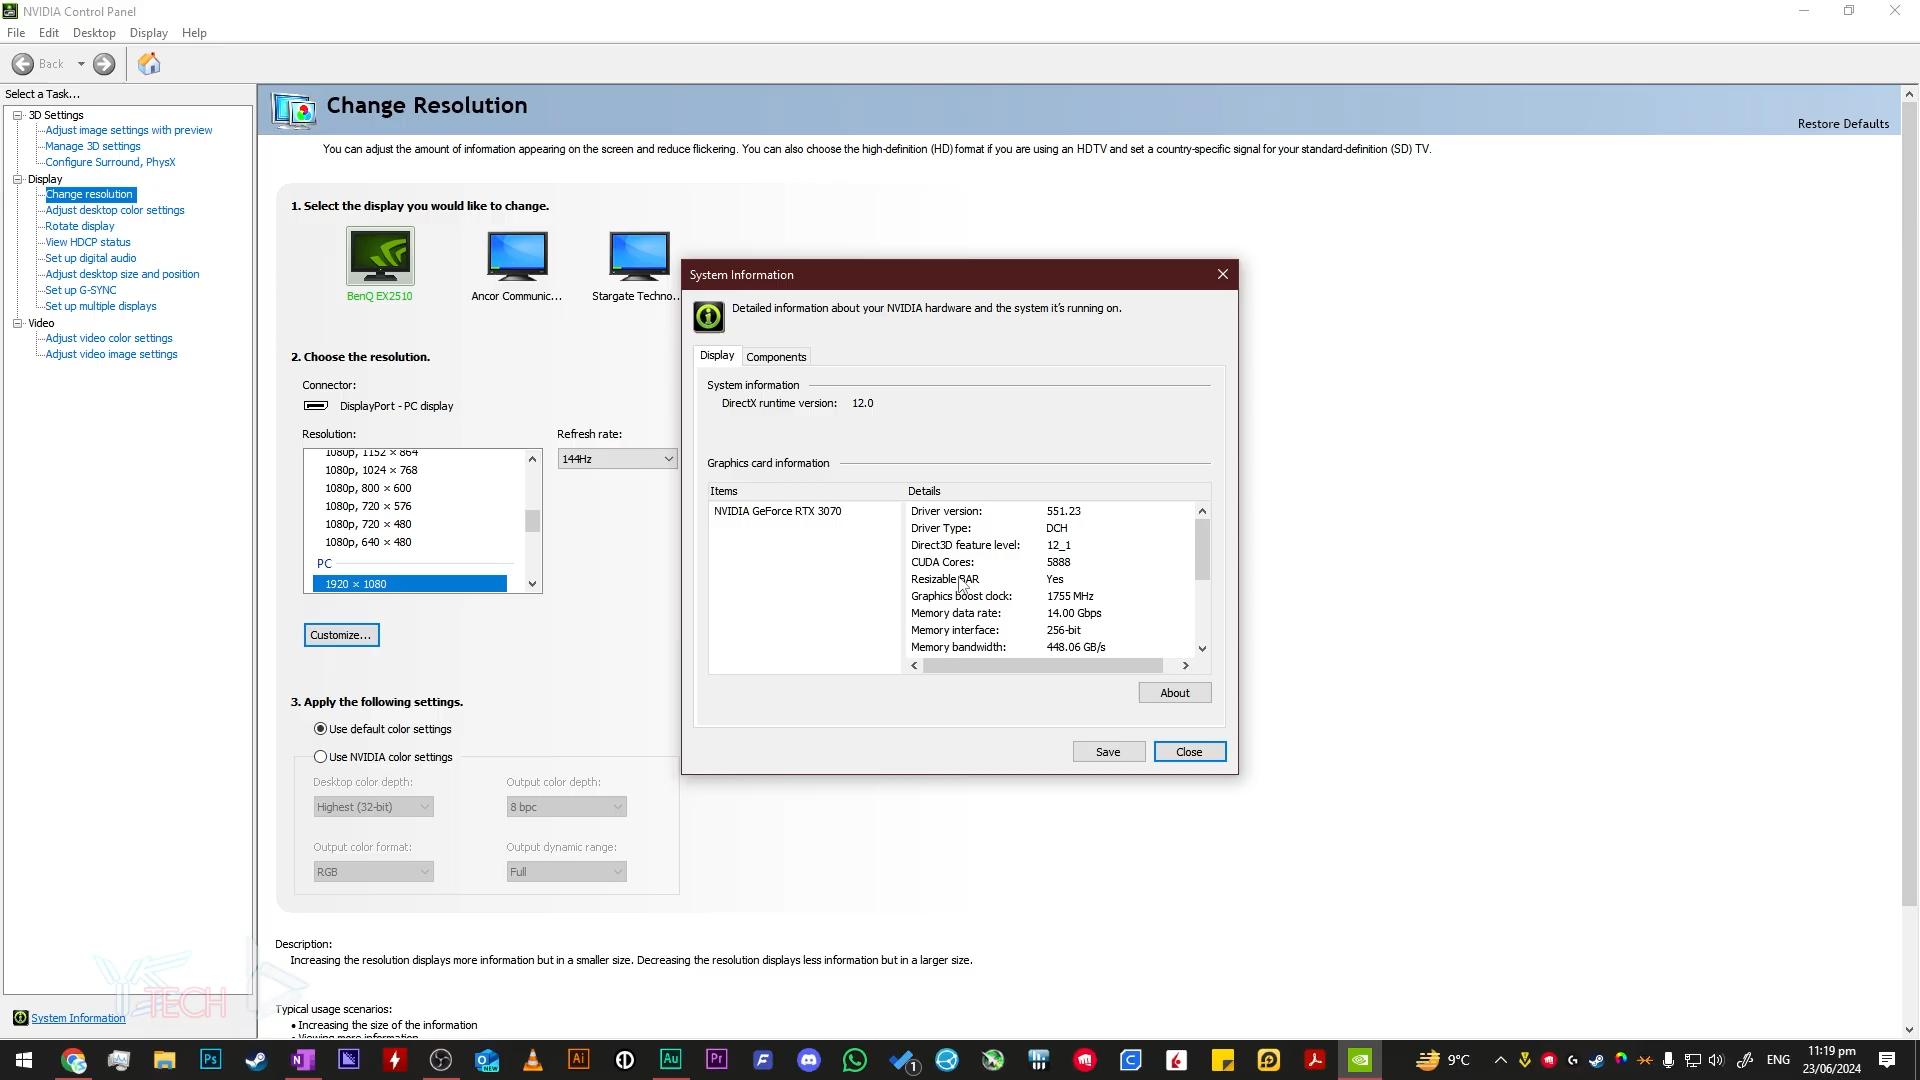 NVIDIA Control Panel
File Edit Desktop Display Help
Back
Select a Task...
3D Settings
Adjust image settings with preview
Manage 3D settings
Configure Surround, PhysX
Display
Change resolution
Adjust desktop color settings
Rotate display
View HDCP status
Set up digital audio
Adjust desktop size and position
Set up G-SYNC
Set up multiple displays
Video
Adjust video color settings
Adjust video image settings
System Information
Change Resolution
Restore Defaults
You can adjust the amount of information appearing on the screen and reduce flickering. You can also choose the high-definition (HD) format if you are using an HDTV and set a country-specific signal for your standard-definition (SD) TV.
1. Select the display you would like to change.
BenQ EX2510 Ancor Communic... Stargate Techno...
2. Choose the resolution.
Connector:
DisplayPort - PC display
Resolution: Refresh rate:
144Hz
1080p, 1152 × 864
1080p, 1024 × 768
1080p, 800 × 600
1080p, 720 × 576
1080p, 720 × 480
1080p, 640 × 480
PC
1920 × 1080
Customize...
3. Apply the following settings.
Use default color settings
Use NVIDIA color settings
Desktop color depth: Output color depth:
Highest (32-bit) 8 bpc
Output color format: Output dynamic range:
RGB Full
Description:
Increasing the resolution displays more information but in a smaller size. Decreasing the resolution displays less information but in a larger size.
Typical usage scenarios:
• Increasing the size of the information
• Viewing more information
System Information
Detailed information about your NVIDIA hardware and the system it's running on.
Display Components
System information
DirectX runtime version: 12.0
Graphics card information
Items Details
NVIDIA GeForce RTX 3070
Driver version: 551.23
Driver Type: DCH
Direct3D feature level: 12_1
CUDA Cores: 5888
Resizable BAR Yes
Graphics boost clock: 1755 MHz
Memory data rate: 14.00 Gbps
Memory interface: 256-bit
Memory bandwidth: 448.06 GB/s
About
Save Close
TECH
Ps N NEW Ai Au Pr F 1
9°C ENG 11:19 pm
23/06/2024